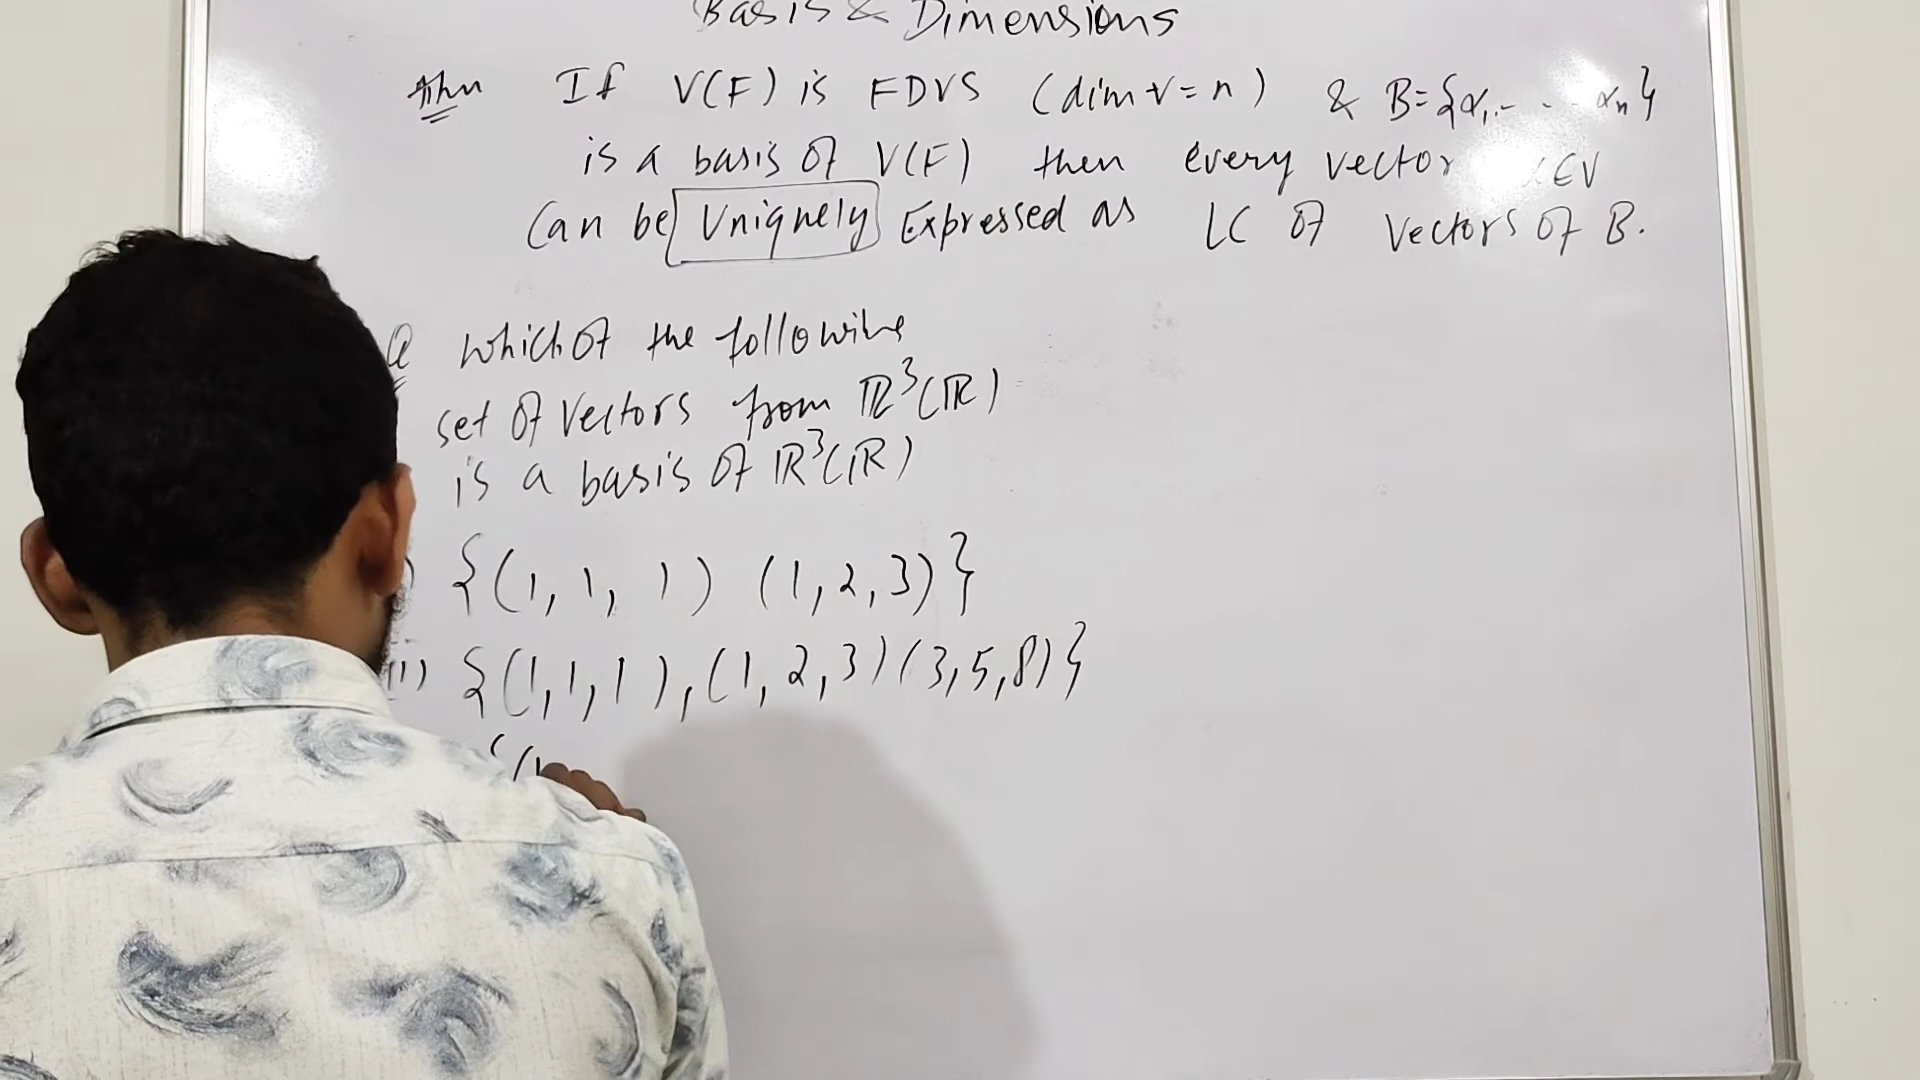 Basis & Dimensions
thm If V(F) is FDVS (dim V = n) & B={α1, - - - αn}
is a basis of V(F) then every vector ∝ ∈ V
Can be Uniquely Expressed as LC of Vectors of B.
Q which of the following
set of Vectors from ℝ³(ℝ)
is a basis of ℝ³(ℝ)
) {(1, 1, 1) (1,2,3)}
ii) {(1,1,1),(1,2,3)(3,5,8)}
{(1